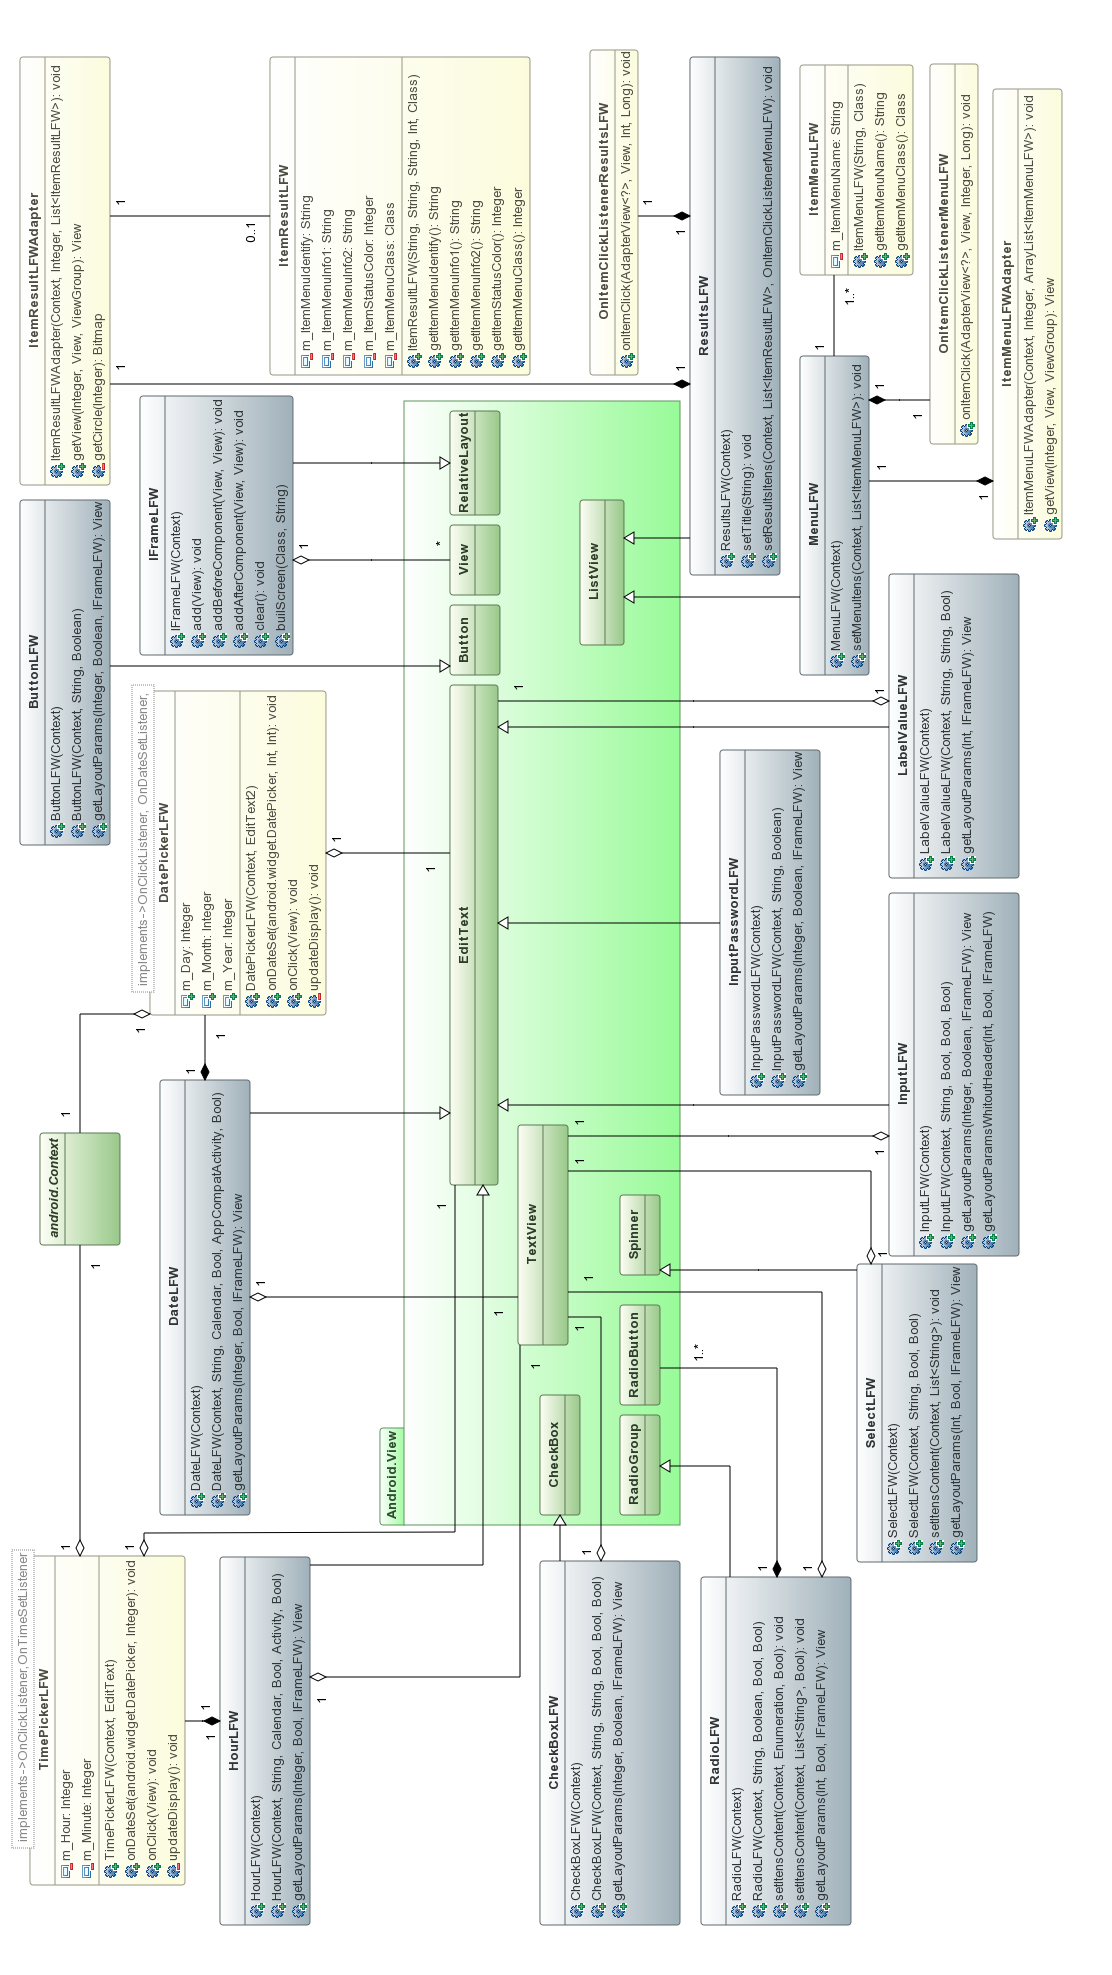 implements->OnClickListener,OnTimeSetListener
TimePickerLFW
m_Hour: Integer
m_Minute: Integer
TimePickerLFW(Context, EditText)
onDateSet(android.widget.DatePicker, Integer): void
onClick(View): void
updateDisplay(): void
1
1
1
android.Context
1
1
implements->OnClickListener, OnDateSetListener,
DatePickerLFW
m_Day: Integer
m_Month: Integer
m_Year: Integer
DatePickerLFW(Context, EditText2)
onDateSet(android.widget.DatePicker, Int, Int): void
onClick(View): void
updateDisplay(): void
1
1
1
1
ButtonLFW
ButtonLFW(Context)
ButtonLFW(Context, String, Boolean)
getLayoutParams(Integer, Boolean, IFrameLFW): View
ItemResultLFWAdapter
ItemResultLFWAdapter(Context, Integer, List<ItemResultLFW>): void
getView(Integer, View, ViewGroup): View
getCircle(Integer): Bitmap
1
1
0..1
IFrameLFW
IFrameLFW(Context)
add(View): void
addBeforeComponent(View, View): void
addAfterComponent(View, View): void
clear(): void
builScreen(Class, String)
1
*
ItemResultLFW
m_ItemMenuIdentify: String
m_ItemMenuInfo1: String
m_ItemMenuInfo2: String
m_ItemStatusColor: Integer
m_ItemMenuClass: Class
ItemResultLFW(String, String, String, Int, Class)
getItemMenuIdentify(): String
getItemMenuInfo1(): String
getItemMenuInfo2(): String
getItemStatusColor(): Integer
getItemMenuClass(): Integer
DateLFW
DateLFW(Context)
DateLFW(Context, String, Calendar, Bool, AppCompatActivity, Bool)
getLayoutParams(Integer, Bool, IFrameLFW): View
1
1
1
HourLFW
HourLFW(Context)
HourLFW(Context, String, Calendar, Bool, Activity, Bool)
getLayoutParams(Integer, Bool, IFrameLFW): View
1
1
Android.View
EditText
Button
View
RelativeLayout
1
1
TextView
1
1
1
1
1
CheckBox
ListView
RadioGroup
RadioButton
Spinner
1..*
CheckBoxLFW
CheckBoxLFW(Context)
CheckBoxLFW(Context, String, String, Bool, Bool, Bool)
getLayoutParams(Integer, Boolean, IFrameLFW): View
1
OnItemClickListenerResultsLFW
onItemClick(AdapterView<?>, View, Int, Long): void
1
1
1
ResultsLFW
ResultsLFW(Context)
setTitle(String): void
setResultsItens(Context, List<ItemResultLFW>, OnItemClickListenerMenuLFW): void
RadioLFW
RadioLFW(Context)
RadioLFW(Context, String, Boolean, Bool, Bool)
setItensContent(Context, Enumeration, Bool): void
setItensContent(Context, List<String>, Bool): void
getLayoutParams(Int, Bool, IFrameLFW): View
1
1
InputPasswordLFW
InputPasswordLFW(Context)
InputPasswordLFW(Context, String, Boolean)
getLayoutParams(Integer, Boolean, IFrameLFW): View
MenuLFW
MenuLFW(Context)
setMenuItens(Context, List<ItemMenuLFW>): void
1
1..*
ItemMenuLFW
m_ItemMenuName: String
ItemMenuLFW(String, Class)
getItemMenuName(): String
getItemMenuClass(): Class
SelectLFW
SelectLFW(Context)
SelectLFW(Context, String, Bool, Bool)
setItensContent(Context, List<String>): void
getLayoutParams(Int, Bool, IFrameLFW): View
1
InputLFW
InputLFW(Context)
InputLFW(Context, String, Bool, Bool, Bool)
getLayoutParams(Integer, Boolean, IFrameLFW): View
getLayoutParamsWhitoutHeader(Int, Bool, IFrameLFW)
1
LabelValueLFW
LabelValueLFW(Context)
LabelValueLFW(Context, String, String, Bool)
getLayoutParams(Int, IFrameLFW): View
1
1
1
1
1
OnItemClickListenerMenuLFW
onItemClick(AdapterView<?>, View, Integer, Long): void
ItemMenuLFWAdapter
ItemMenuLFWAdapter(Context, Integer, ArrayList<ItemMenuLFW>): void
getView(Integer, View, ViewGroup): View